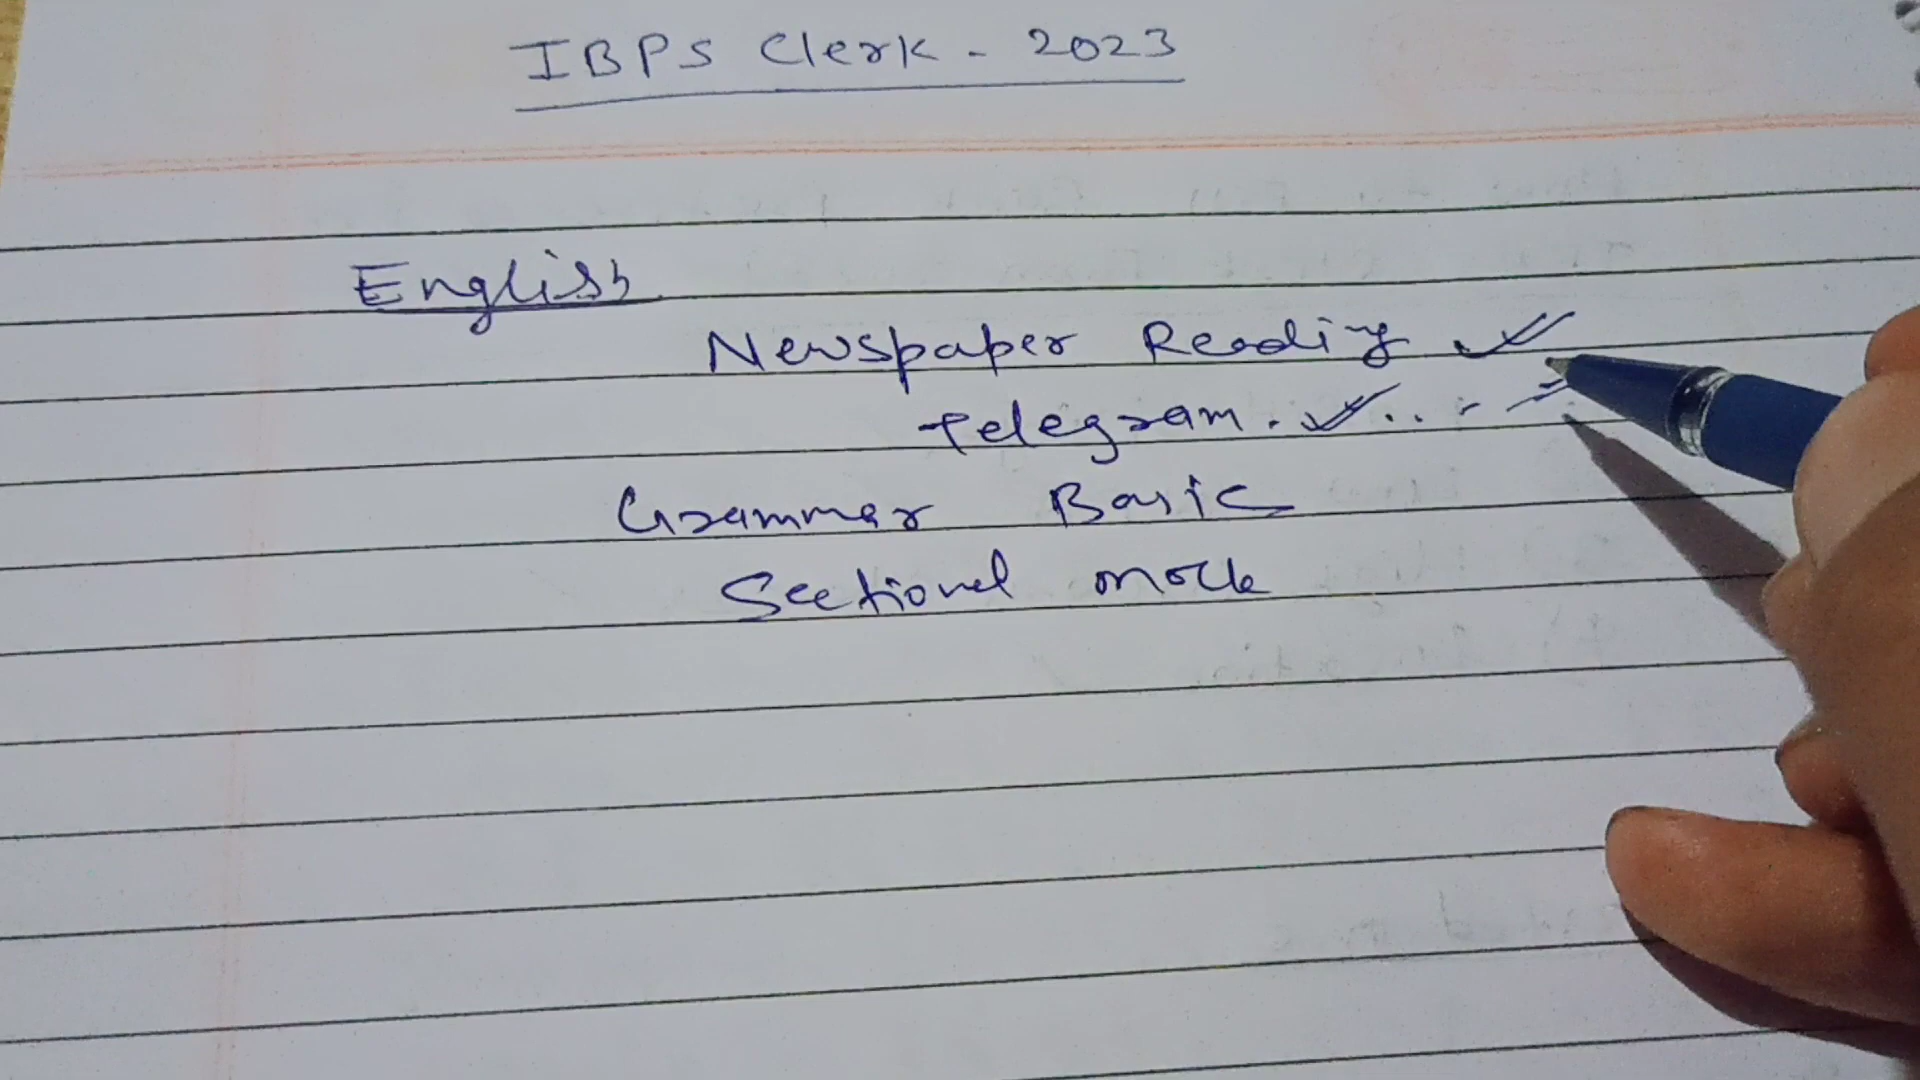 IBPS Clerk - 2023
English
Newspaper Reading ✓
Telegram. ✓.. - =
Grammar Basic
Sectional mock